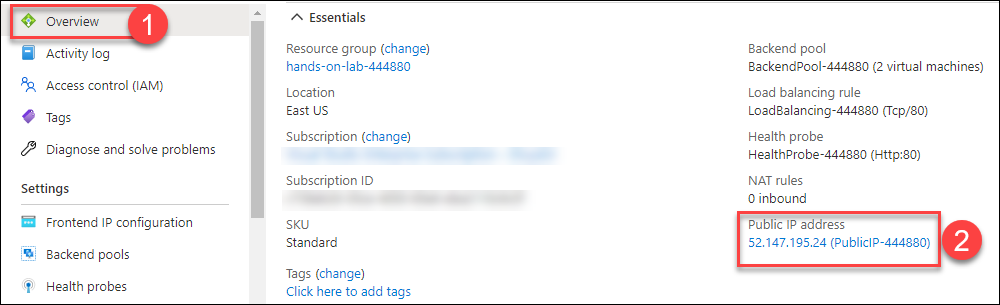 Overview
1
Activity log
Access control (IAM)
Tags
Diagnose and solve problems
Settings
Frontend IP configuration
Backend pools
Health probes
Essentials
Resource group (change)
hands-on-lab-444880
Location
East US
Subscription (change)
Subscription ID
SKU
Standard
Tags (change)
Click here to add tags
Backend pool
BackendPool-444880 (2 virtual machines)
Load balancing rule
LoadBalancing-444880 (Tcp/80)
Health probe
HealthProbe-444880 (Http:80)
NAT rules
0 inbound
Public IP address
52.147.195.24 (PublicIP-444880)
2